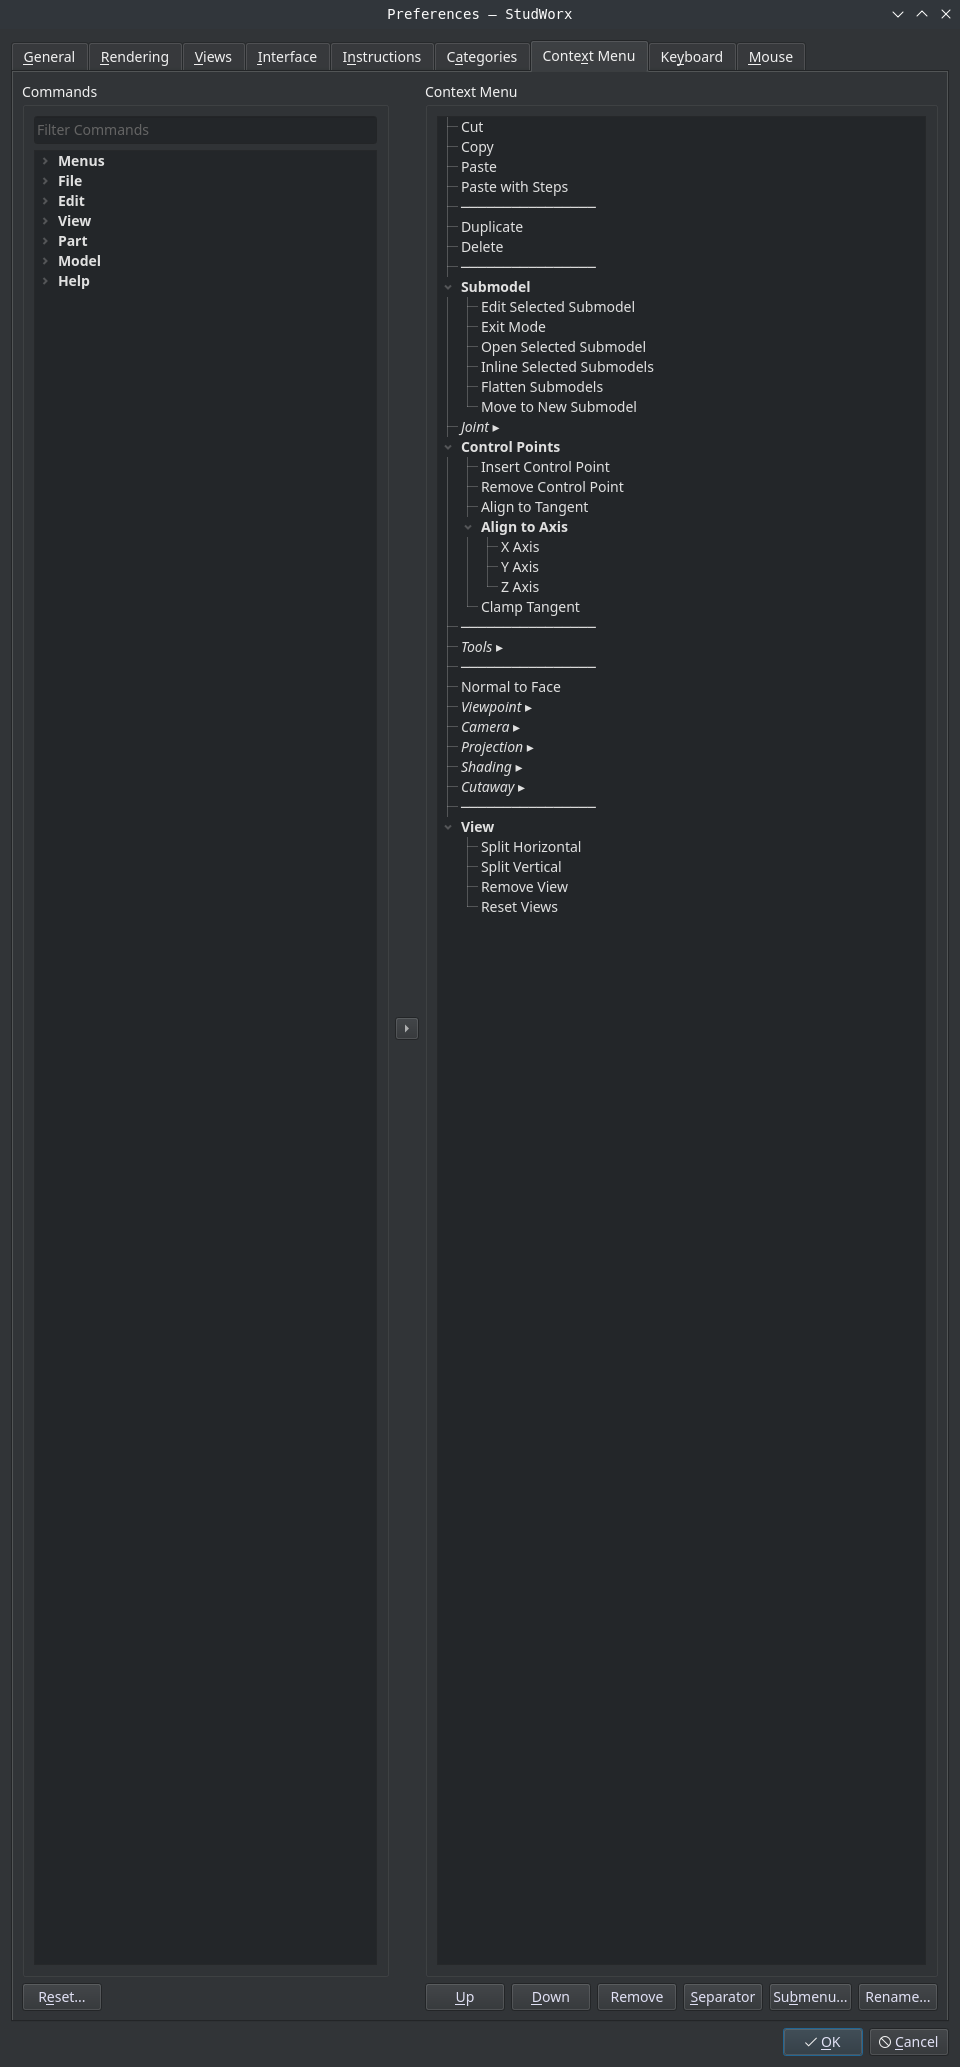 Preferences — StudWorx
General Rendering Views Interface Instructions Categories Context Menu Keyboard Mouse
Commands
Filter Commands
Menus
File
Edit
View
Part
Model
Help
Context Menu
Cut
Copy
Paste
Paste with Steps
Duplicate
Delete
Submodel
Edit Selected Submodel
Exit Mode
Open Selected Submodel
Inline Selected Submodels
Flatten Submodels
Move to New Submodel
Joint ▸
Control Points
Insert Control Point
Remove Control Point
Align to Tangent
Align to Axis
X Axis
Y Axis
Z Axis
Clamp Tangent
Tools ▸
Normal to Face
Viewpoint ▸
Camera ▸
Projection ▸
Shading ▸
Cutaway ▸
View
Split Horizontal
Split Vertical
Remove View
Reset Views
Reset... Up Down Remove Separator Submenu... Rename...
OK Cancel